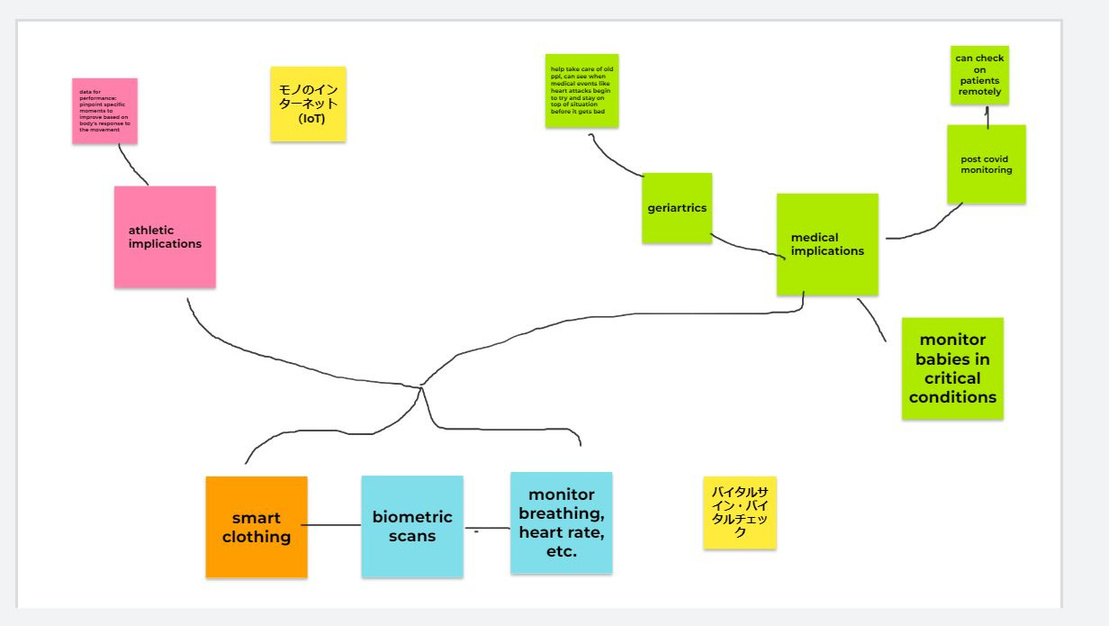 data for
performance;
pinpoint specific
moments to
improve based on
body's response to
the movement
モノのイン
ターネット
（IoT)
help take care of old
ppl, can see when
medical events like
heart attacks begin
to try and stay on
top of situation
before it gets bad
can check
on
patients
remotely
post covid
monitoring
geriartrics
athletic
implications
medical
implications
monitor
babies in
critical
conditions
smart
clothing
biometric
scans
monitor
breathing,
heart rate,
etc.
バイタルサ
イン・バイ
タルチェッ
ク